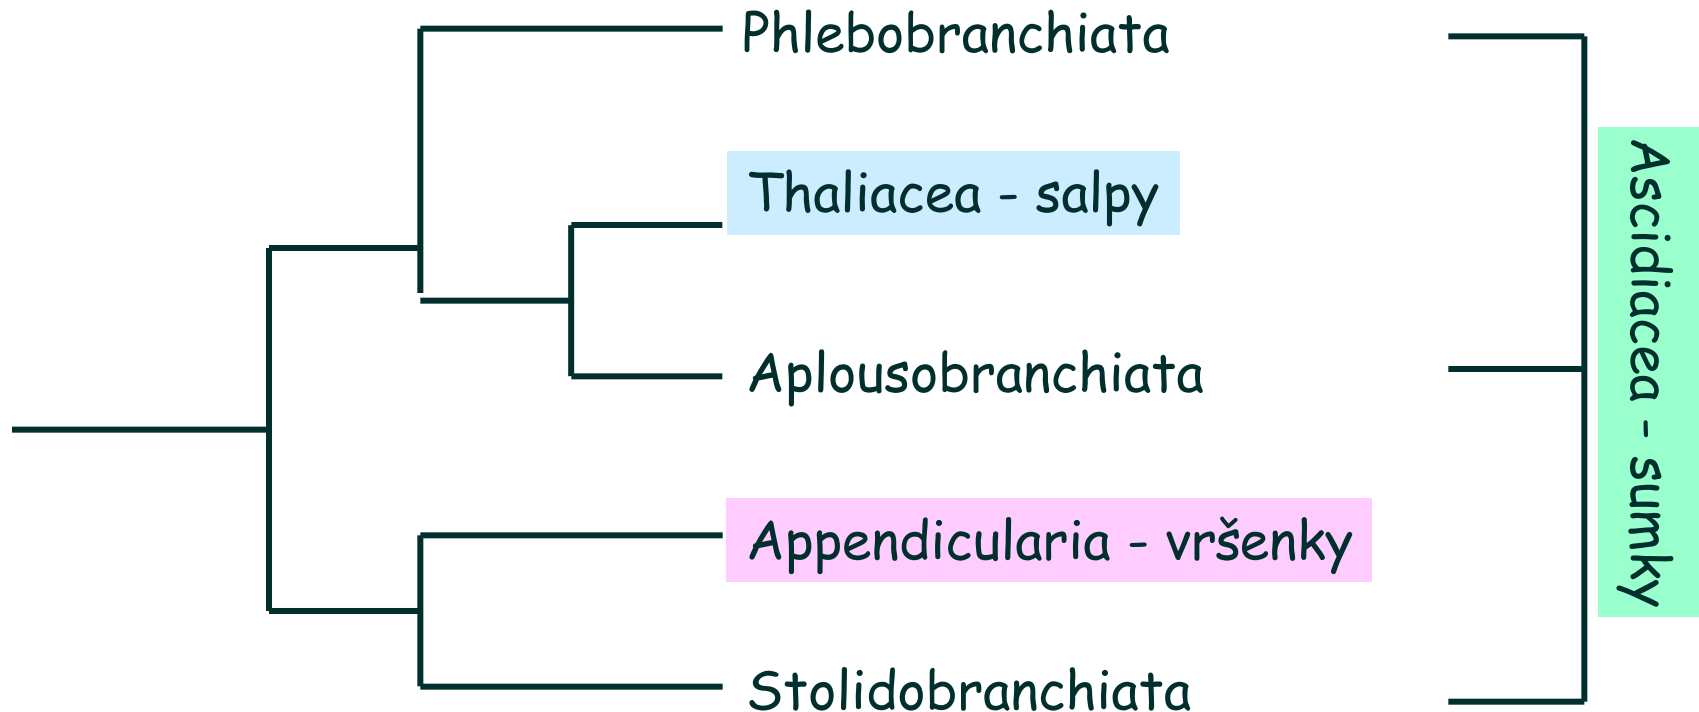 Phlebobranchiata
Thaliacea - salpy
Aplousobranchiata
Appendicularia - vršenky
Stolidobranchiata
Ascidiacea - sumky